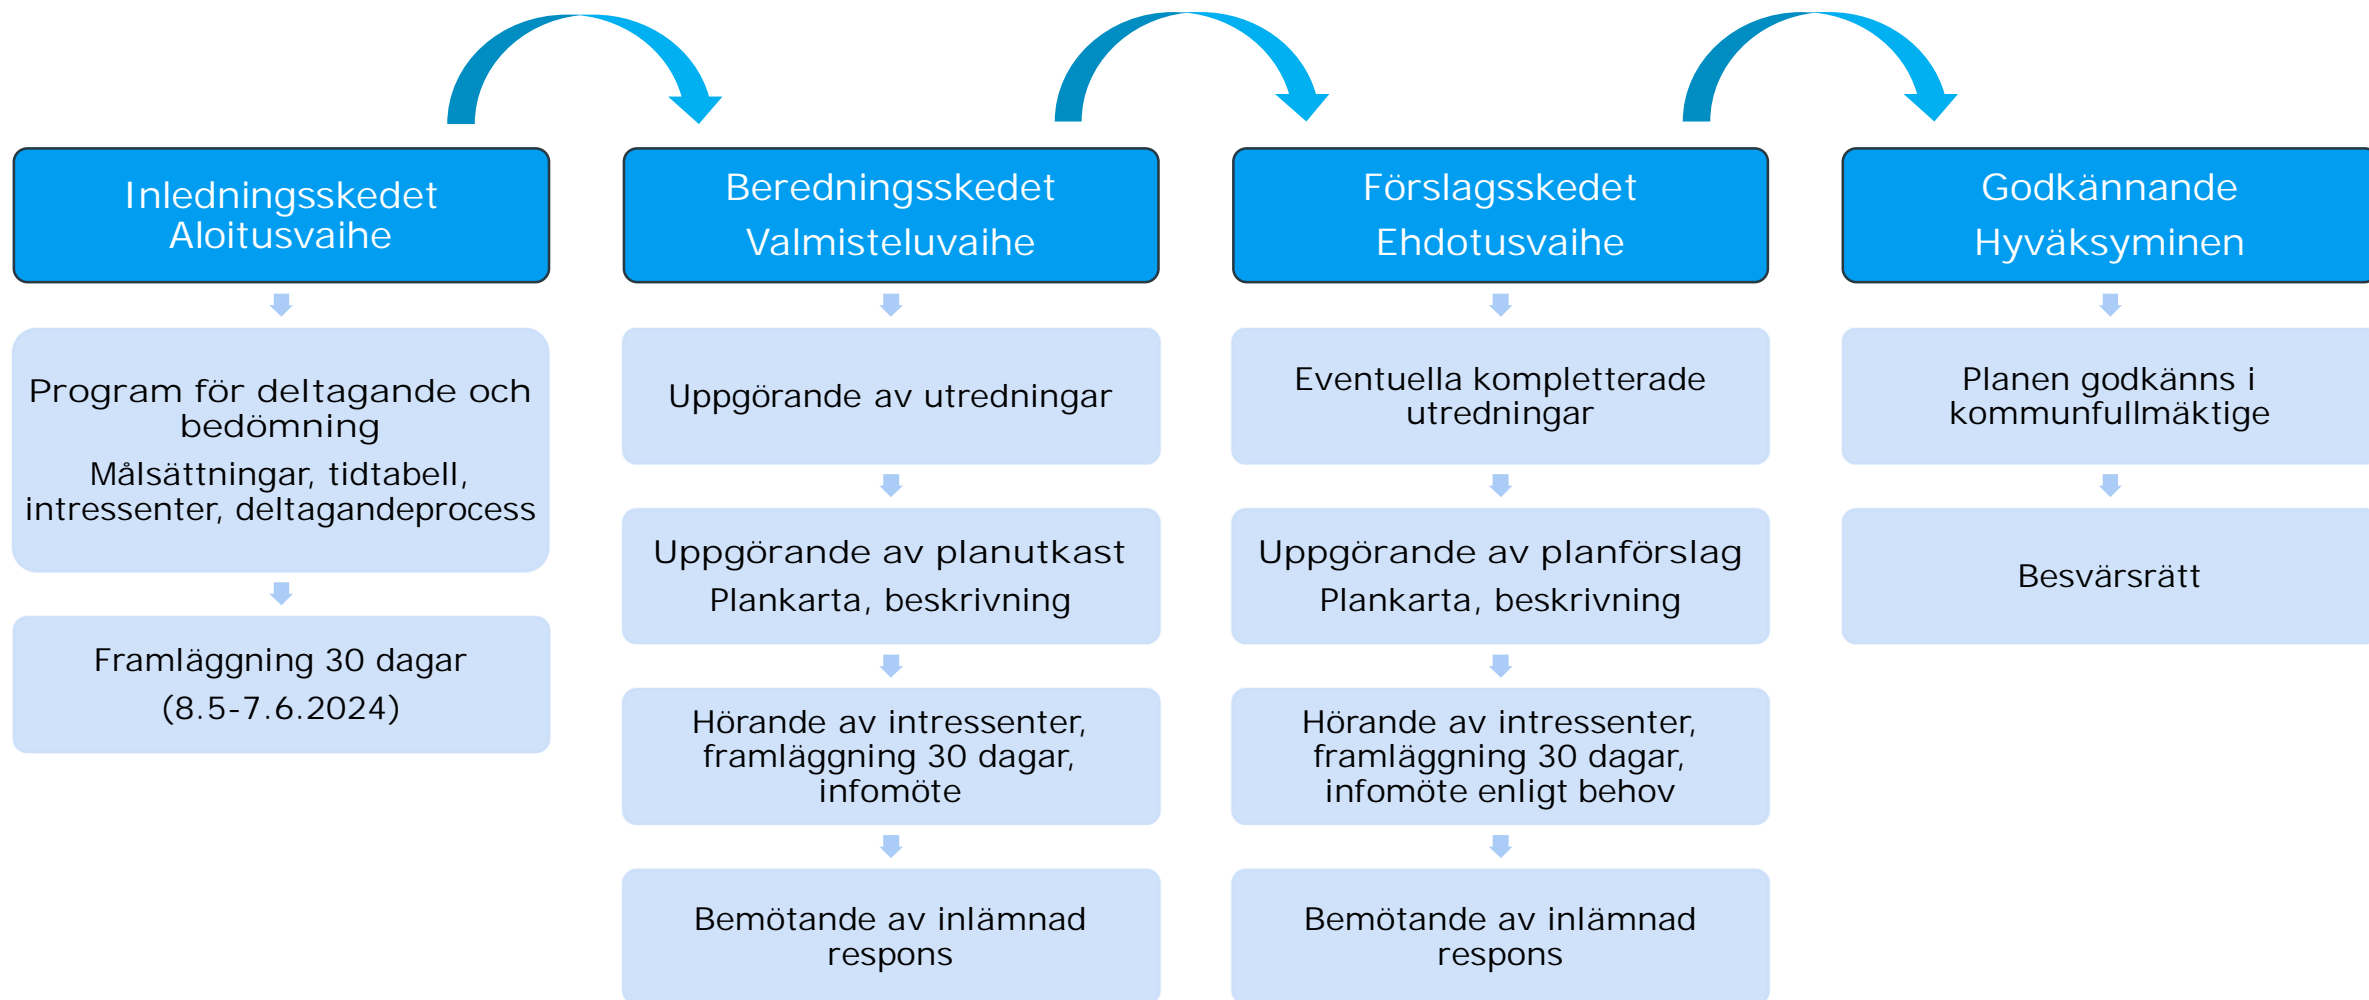 Inledningsskedet
Aloitusvaihe
Program för deltagande och
bedömning
Målsättningar, tidtabell,
intressenter, deltagandeprocess
Framläggning 30 dagar
(8.5-7.6.2024)
Beredningsskedet
Valmisteluvaihe
Uppgörande av utredningar
Uppgörande av planutkast
Plankarta, beskrivning
Hörande av intressenter,
framläggning 30 dagar,
infomöte
Bemötande av inlämnad
respons
Förslagsskedet
Ehdotusvaihe
Eventuella kompletterade
utredningar
Uppgörande av planförslag
Plankarta, beskrivning
Hörande av intressenter,
framläggning 30 dagar,
infomöte enligt behov
Bemötande av inlämnad
respons
Godkännande
Hyväksyminen
Planen godkänns i
kommunfullmäktige
Besvärsrätt